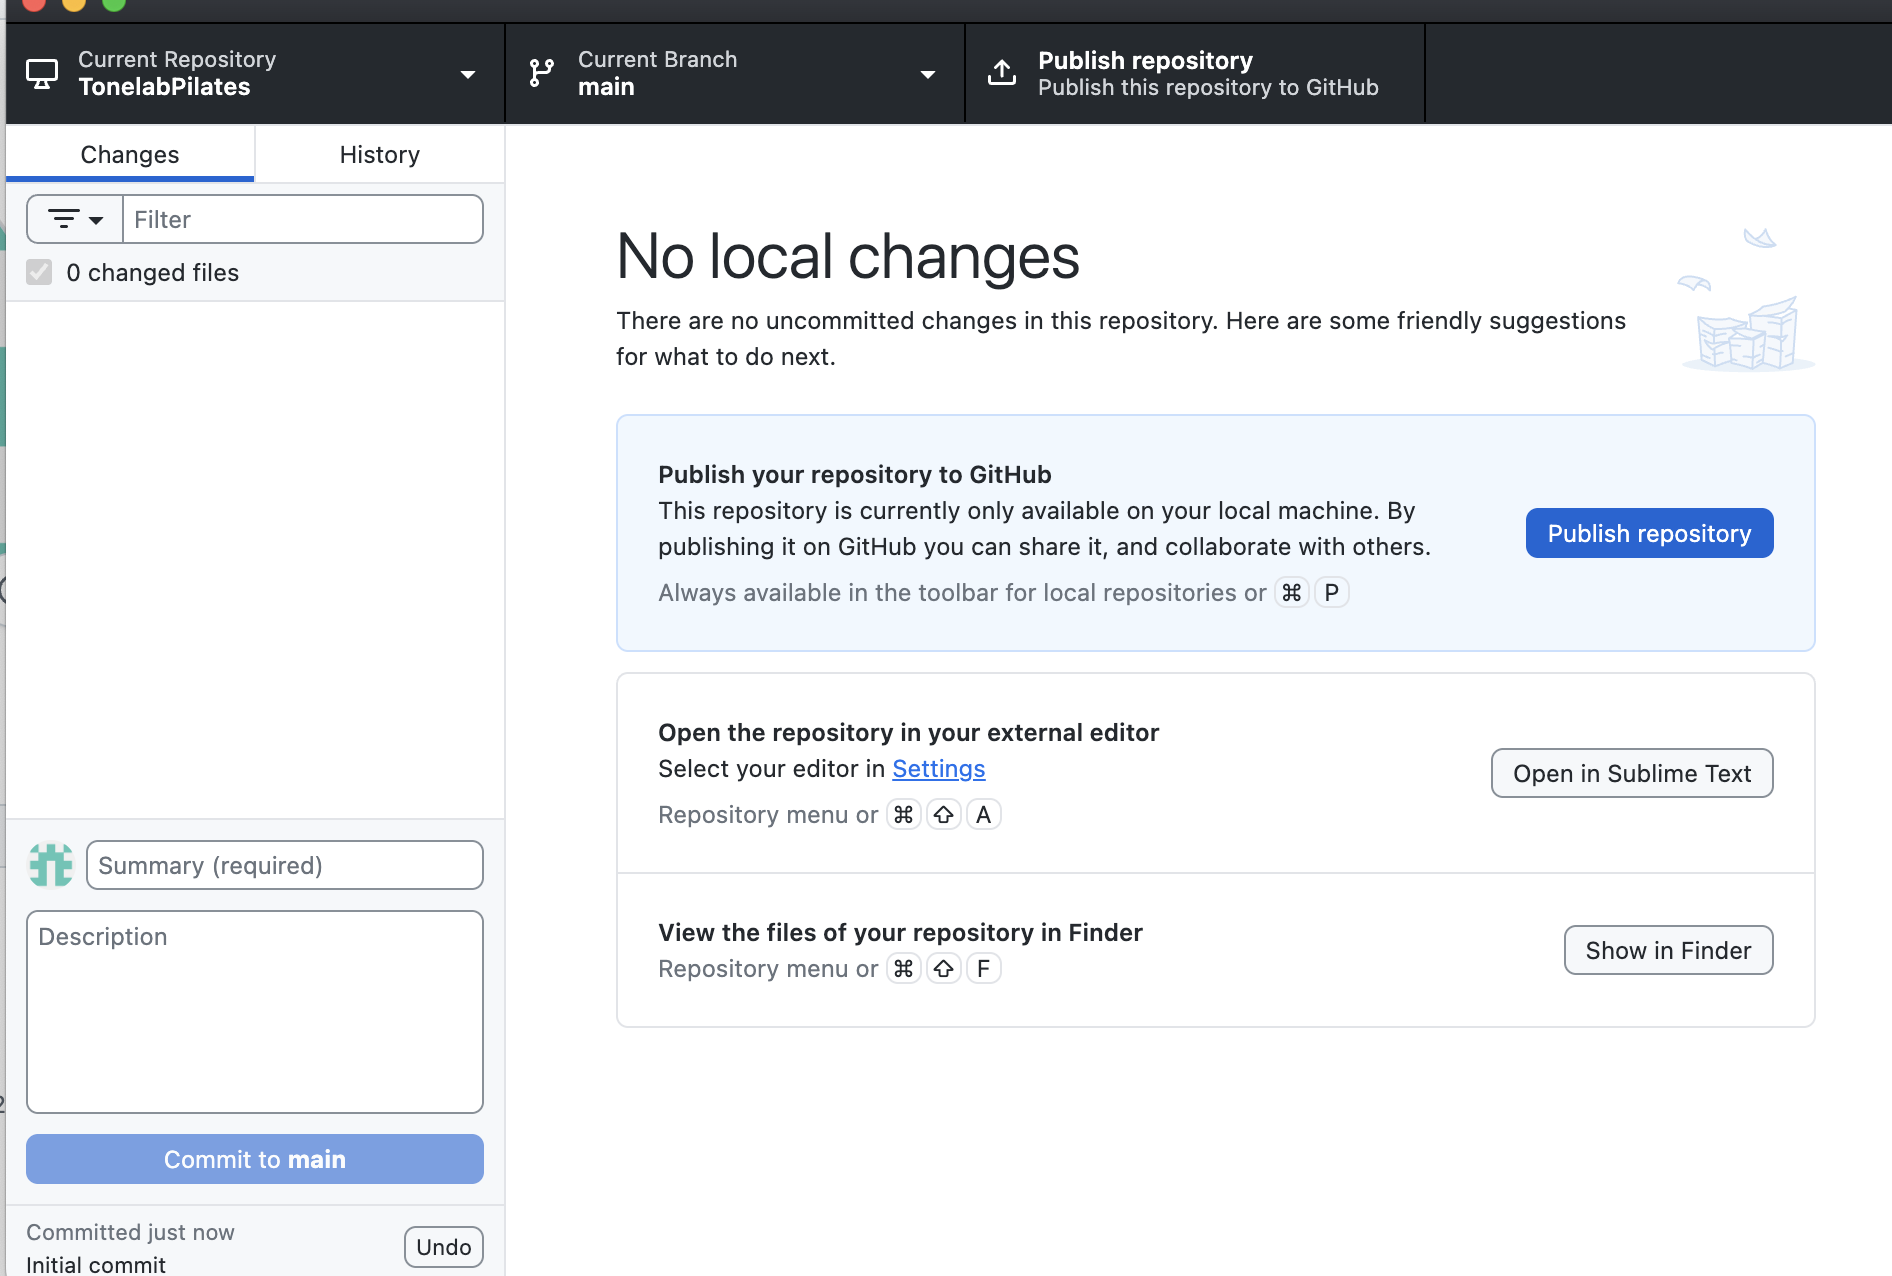 Current Repository
TonelabPilates
Current Branch
main
Publish repository
Publish this repository to GitHub
Changes
History
Filter
0 changed files
No local changes
There are no uncommitted changes in this repository. Here are some friendly suggestions
for what to do next.
Publish your repository to GitHub
This repository is currently only available on your local machine. By
publishing it on GitHub you can share it, and collaborate with others.
Always available in the toolbar for local repositories or ⌘ P
Publish repository
Open the repository in your external editor
Select your editor in Settings
Repository menu or ⌘ ⇧ A
Open in Sublime Text
View the files of your repository in Finder
Repository menu or ⌘ ⇧ F
Show in Finder
Summary (required)
Description
Commit to main
Committed just now
Initial commit
Undo